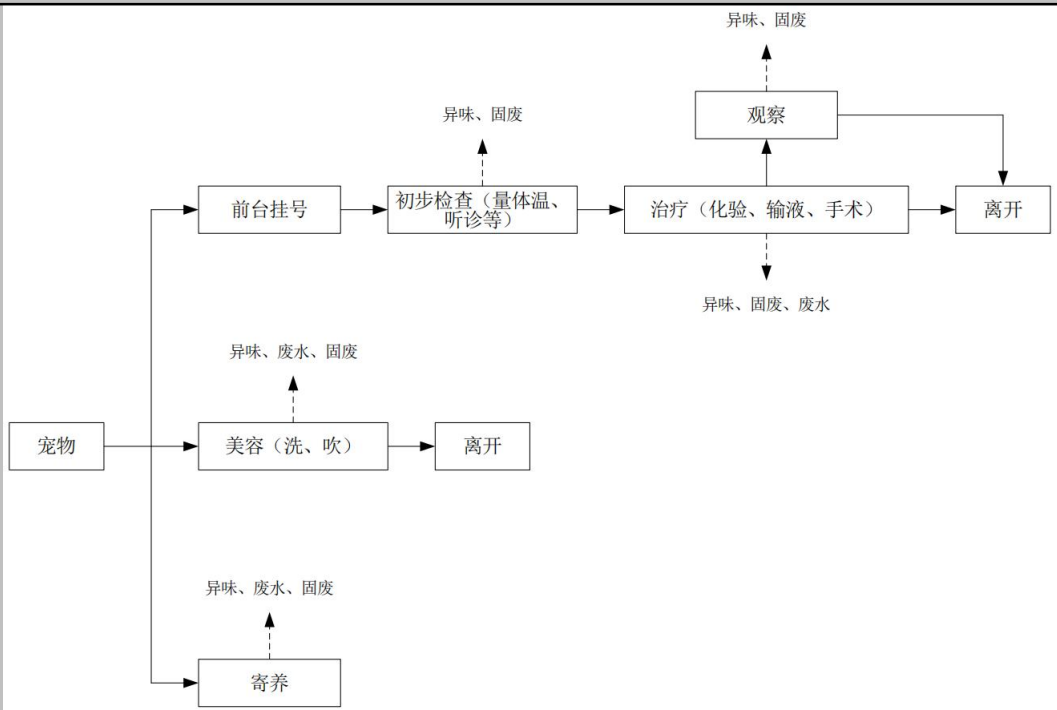 异味、固废
观察
异味、固废
前台挂号
初步检查（量体温、
听诊等）
治疗（化验、输液、手术）
离开
异味、固废、废水
异味、废水、固废
宠物
美容（洗、吹）
离开
异味、废水、固废
寄养